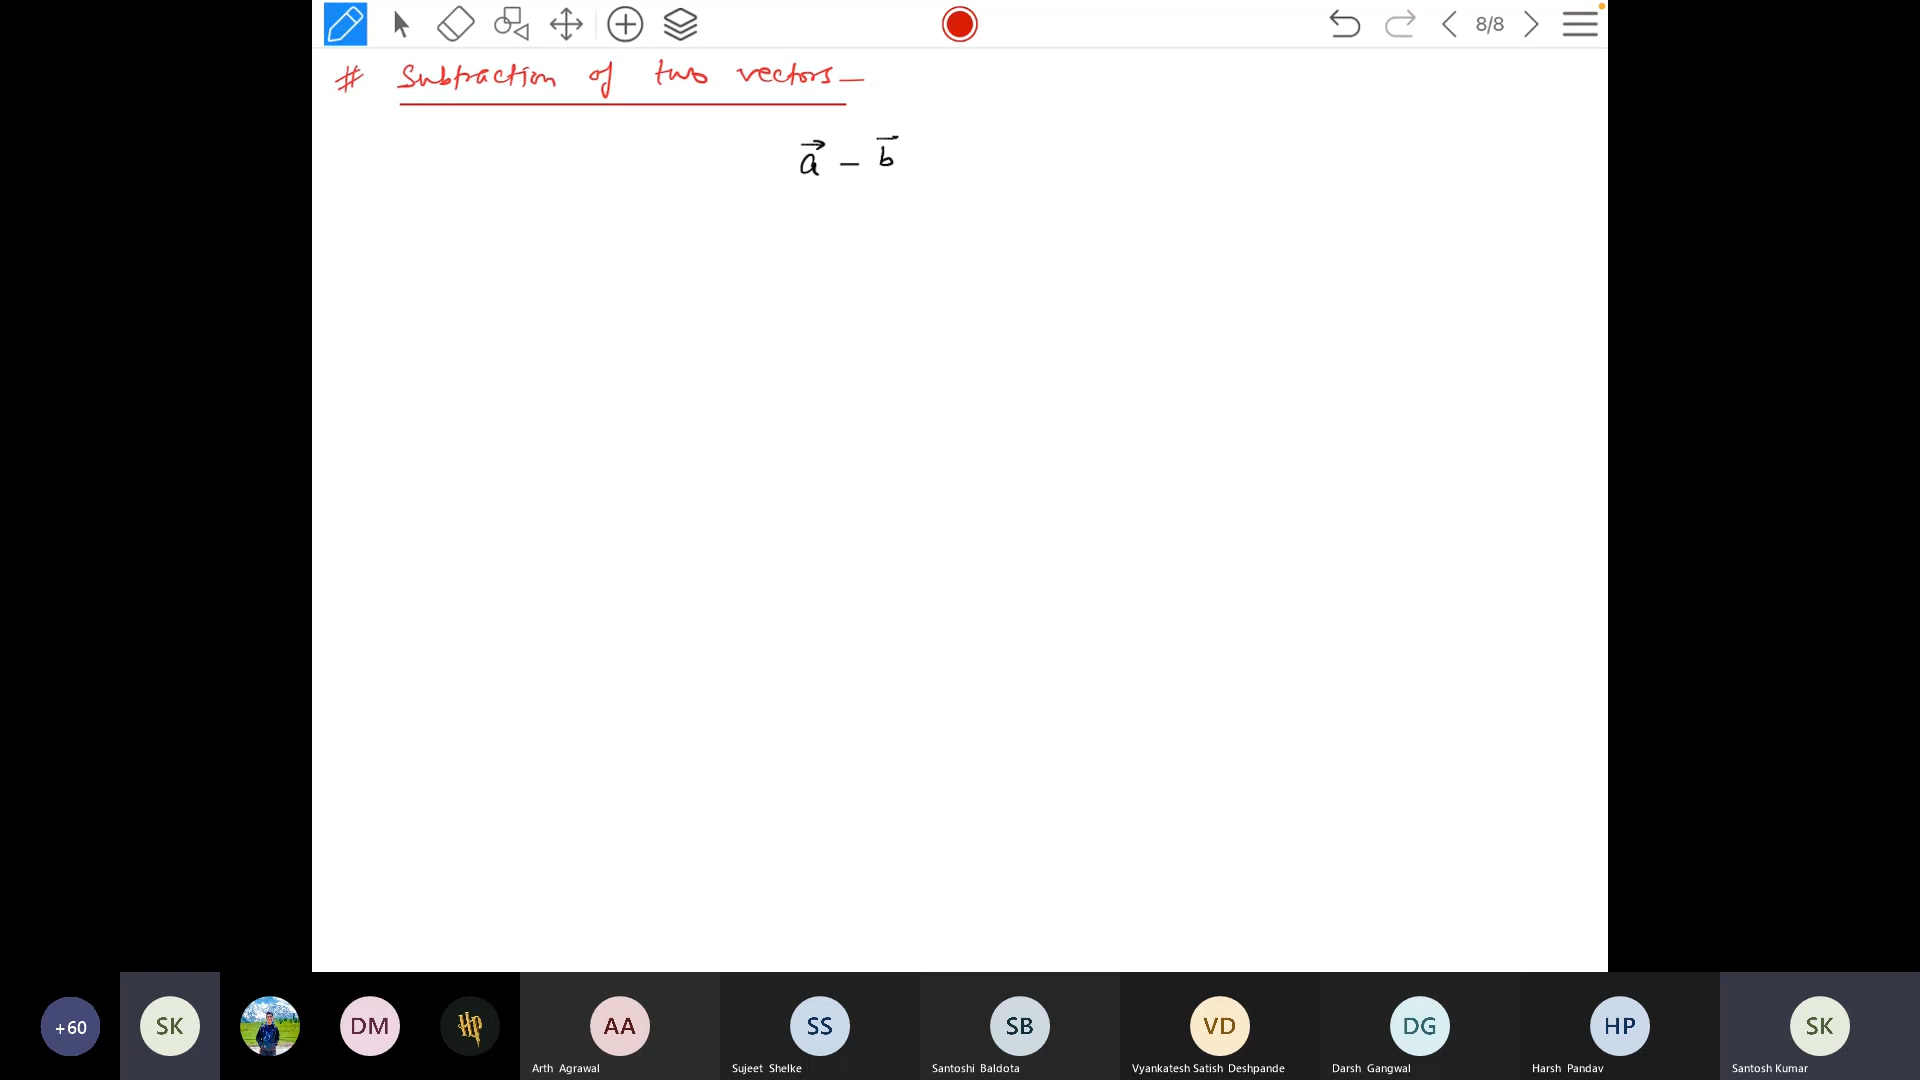 8/8
# Subtraction of two vectors—
a⃗ – b⃗
+60 SK DM HP AA SS SB VD DG HP SK
Arth Agrawal Sujeet Shelke Santoshi Baldota Vyankatesh Satish Deshpande Darsh Gangwal Harsh Pandav Santosh Kumar